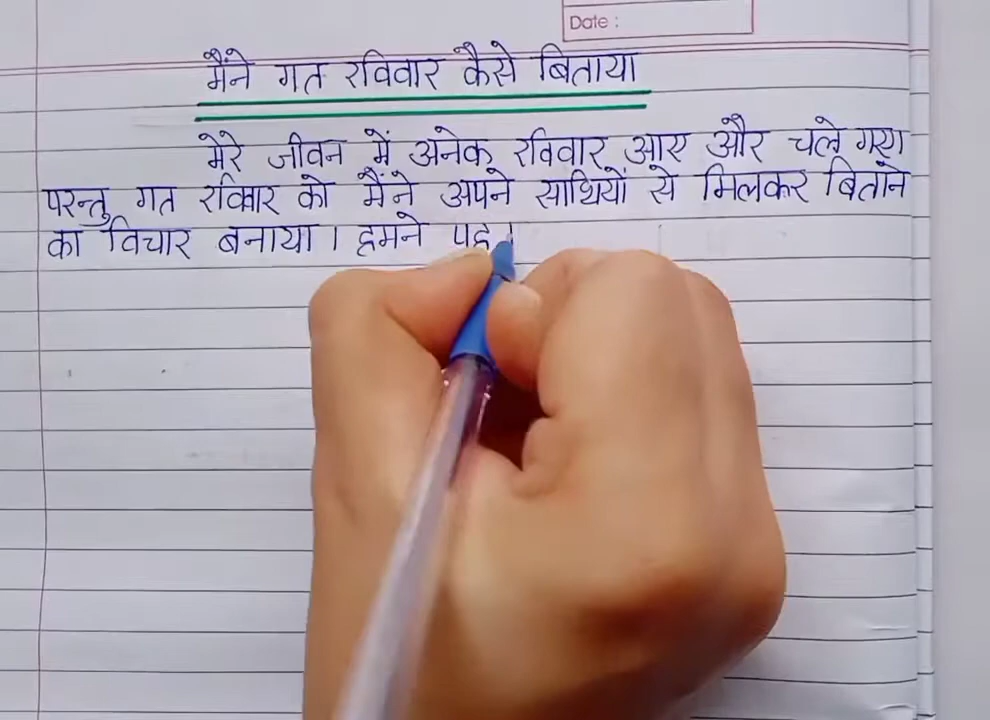 Date :
मैंने गत रविवार कैसे बिताया
मेरे जीवन में अनेक रविवार आए और चले गए।
परन्तु गत रविवार को मैंने अपने साथियों से मिलकर बिताने
का विचार बनाया। हमने